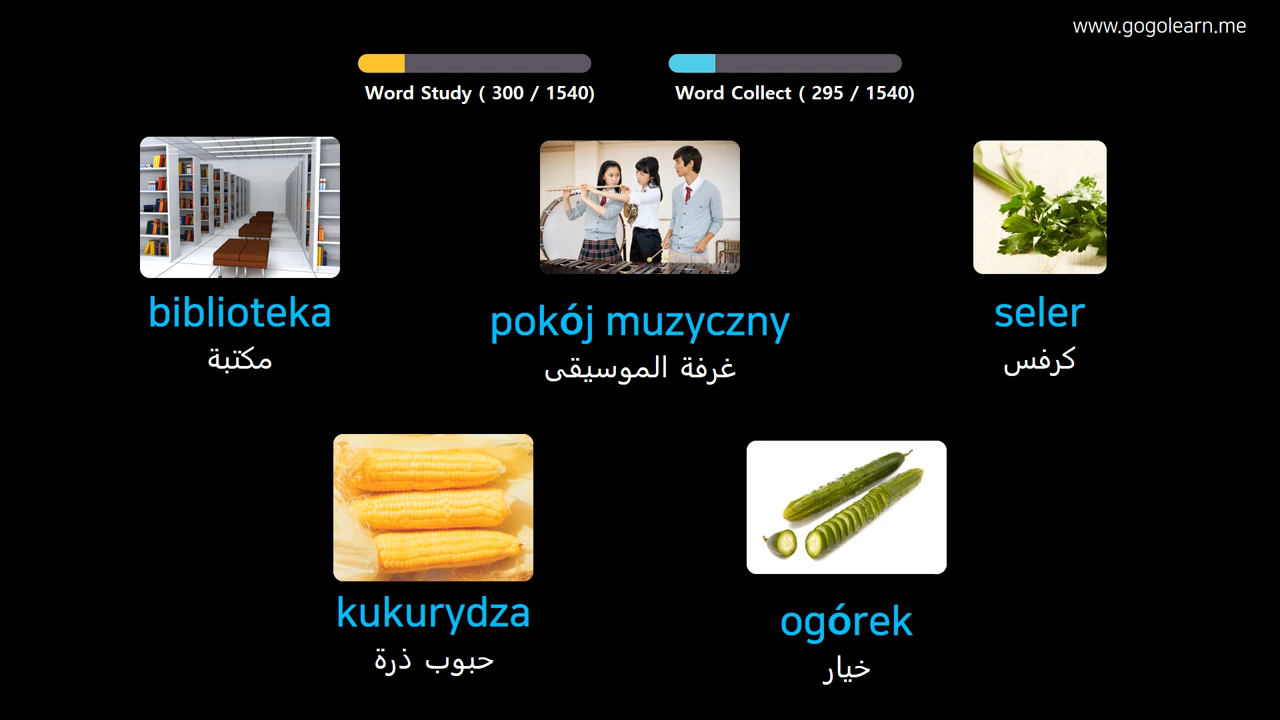 www.gogolearn.me
Word Study ( 300 / 1540)
Word Collect ( 295 / 1540)
biblioteka
مكتبة
pokój muzyczny
غرفة الموسيقى
seler
كرفس
kukurydza
حبوب ذرة
ogórek
خيار